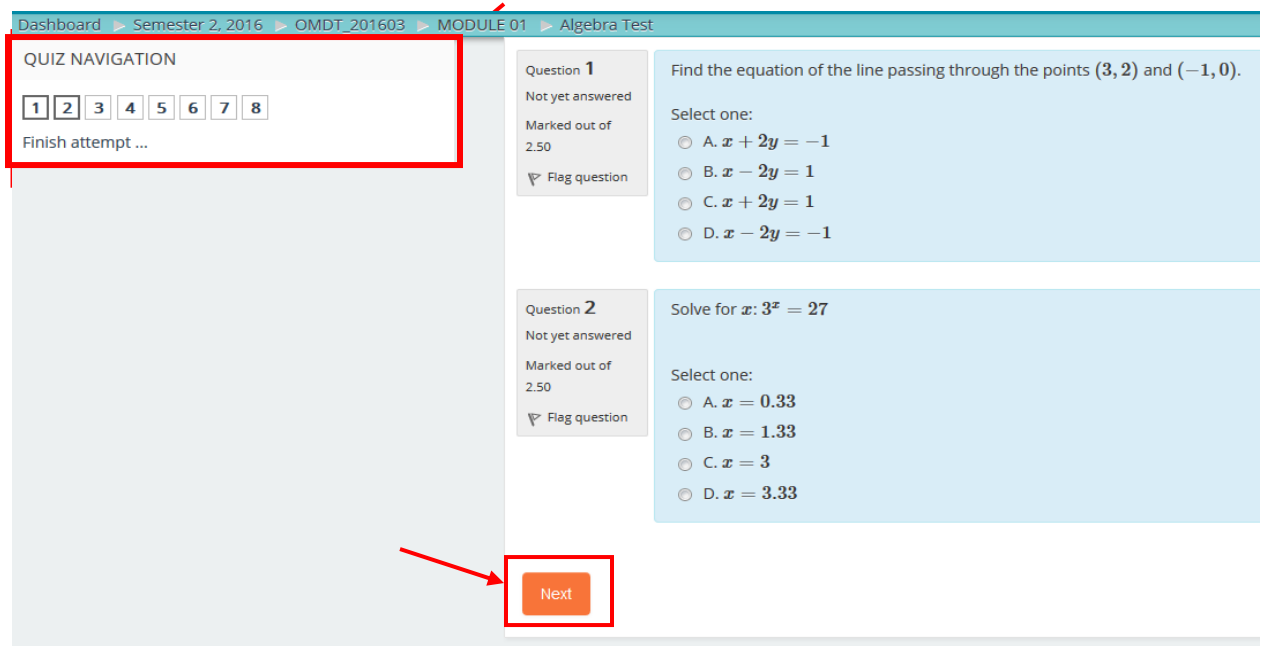 Dashboard ▶ Semester 2, 2016 ▶ OMDT_201603 ▶ MODULE 01 ▶ Algebra Test
QUIZ NAVIGATION
1 2 3 4 5 6 7 8
Finish attempt ...
Question 1
Not yet answered
Marked out of
2.50
Flag question
Find the equation of the line passing through the points (3, 2) and (−1, 0).
Select one:
A. x + 2y = −1
B. x − 2y = 1
C. x + 2y = 1
D. x − 2y = −1
Question 2
Not yet answered
Marked out of
2.50
Flag question
Solve for x: 3ˣ = 27
Select one:
A. x = 0.33
B. x = 1.33
C. x = 3
D. x = 3.33
Next